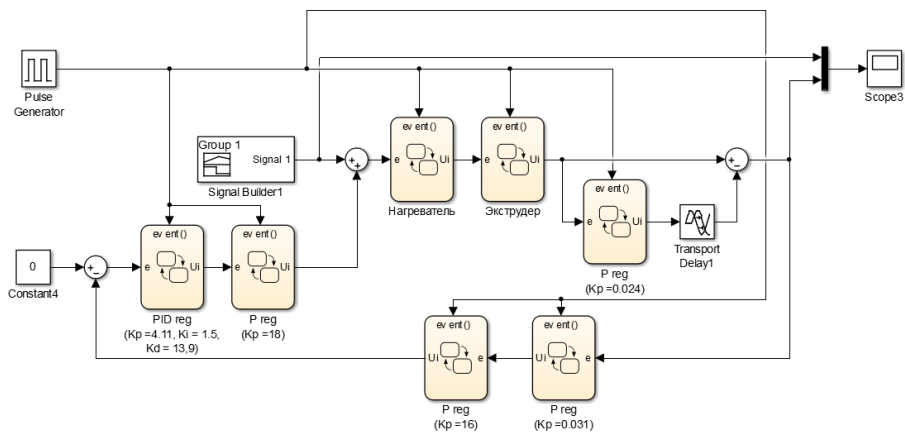 Pulse
Generator
Group 1
Signal 1
Signal Builder1
ev ent()
e
Ui
Нагреватель
ev ent()
e
Ui
Экструдер
Scope3
ev ent()
e
Ui
P reg
(Kp =0.024)
Transport
Delay1
0
Constant4
ev ent()
e
Ui
PID reg
(Kp =4.11, Ki = 1.5,
Kd = 13,9)
ev ent()
Ui
P reg
(Kp =18)
ev ent()
Ui
e
P reg
(Kp =16)
ev ent()
Ui
e
P reg
(Kp =0.031)